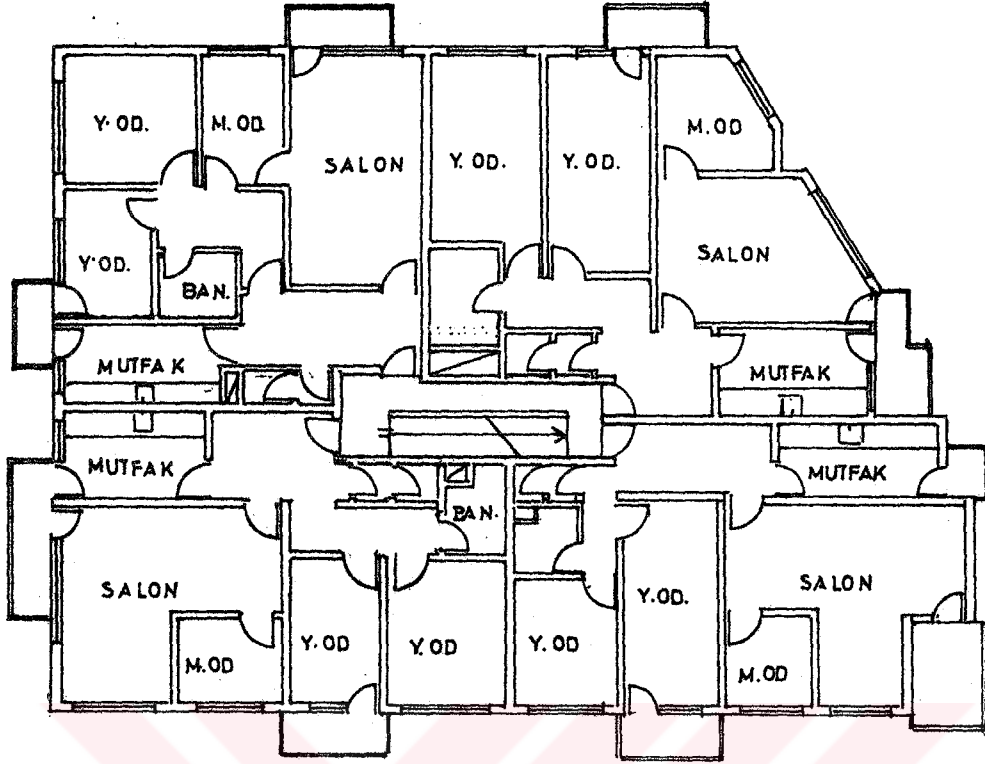 Y. OD.
M. OD.
SALON
Y. OD.
Y. OD.
M. OD
Y. OD.
BAN.
SALON
MUTFAK
MUTFAK
MUTFAK
MUTFAK
BAN.
SALON
Y. OD.
SALON
M. OD
Y. OD
Y. OD
Y. OD
M. OD